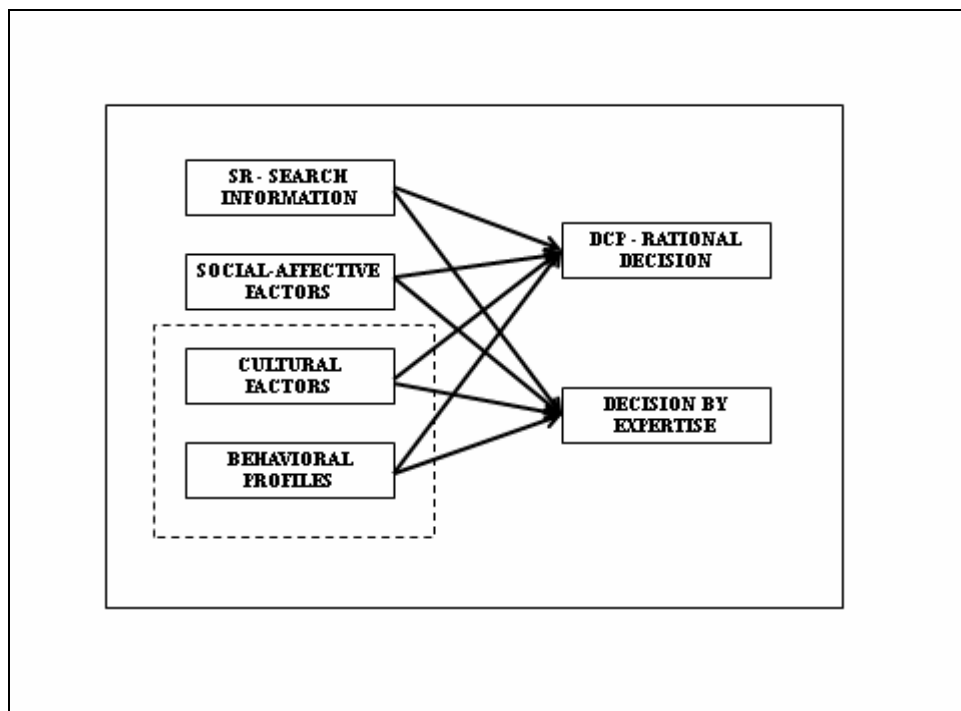 SR - SEARCH
INFORMATION
SOCIAL-AFFECTIVE
FACTORS
CULTURAL
FACTORS
BEHAVIORAL
PROFILES
DCP - RATIONAL
DECISION
DECISION BY
EXPERTISE